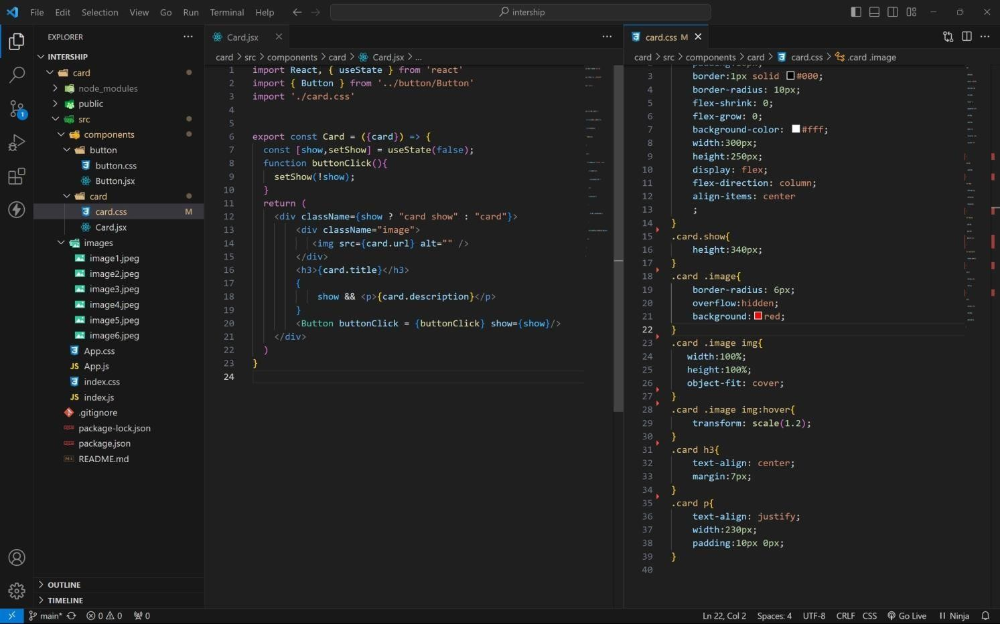 File Edit Selection View Go Run Terminal Help
intership
EXPLORER
INTERSHIP
card
node_modules
public
src
components
button
button.css
Button.jsx
card
card.css M
Card.jsx
images
image1.jpeg
image2.jpeg
image3.jpeg
image4.jpeg
image5.jpeg
image6.jpeg
App.css
JS App.js
index.css
JS index.js
.gitignore
package-lock.json
package.json
README.md
OUTLINE
TIMELINE
1
Card.jsx
card > src > components > card > Card.jsx > ...
1 import React, { useState } from 'react'
2 import { Button } from '../button/Button'
3 import './card.css'
4
5
6 export const Card = ({card}) => {
7 const [show,setShow] = useState(false);
8 function buttonClick(){
9 setShow(!show);
10 }
11 return (
12 <div className={show ? "card show" : "card"}>
13 <div className="image">
14 <img src={card.url} alt="" />
15 </div>
16 <h3>{card.title}</h3>
17 {
18 show && <p>{card.description}</p>
19 }
20 <Button buttonClick = {buttonClick} show={show}/>
21 </div>
22 )
23 }
24
card.css M
card > src > components > card > card.css > .card .image
3 border:1px solid #000;
4 border-radius: 10px;
5 flex-shrink: 0;
6 flex-grow: 0;
7 background-color: #fff;
8 width:300px;
9 height:250px;
10 display: flex;
11 flex-direction: column;
12 align-items: center
13 ;
14 }
15 .card.show{
16 height:340px;
17 }
18 .card .image{
19 border-radius: 6px;
20 overflow:hidden;
21 background:red;
22 }
23 .card .image img{
24 width:100%;
25 height:100%;
26 object-fit: cover;
27 }
28 .card .image img:hover{
29 transform: scale(1.2);
30 }
31 .card h3{
32 text-align: center;
33 margin:7px;
34 }
35 .card p{
36 text-align: justify;
37 width:230px;
38 padding:10px 0px;
39 }
40
main* 0 0 0
Ln 22, Col 2 Spaces: 4 UTF-8 CRLF CSS Go Live Ninja